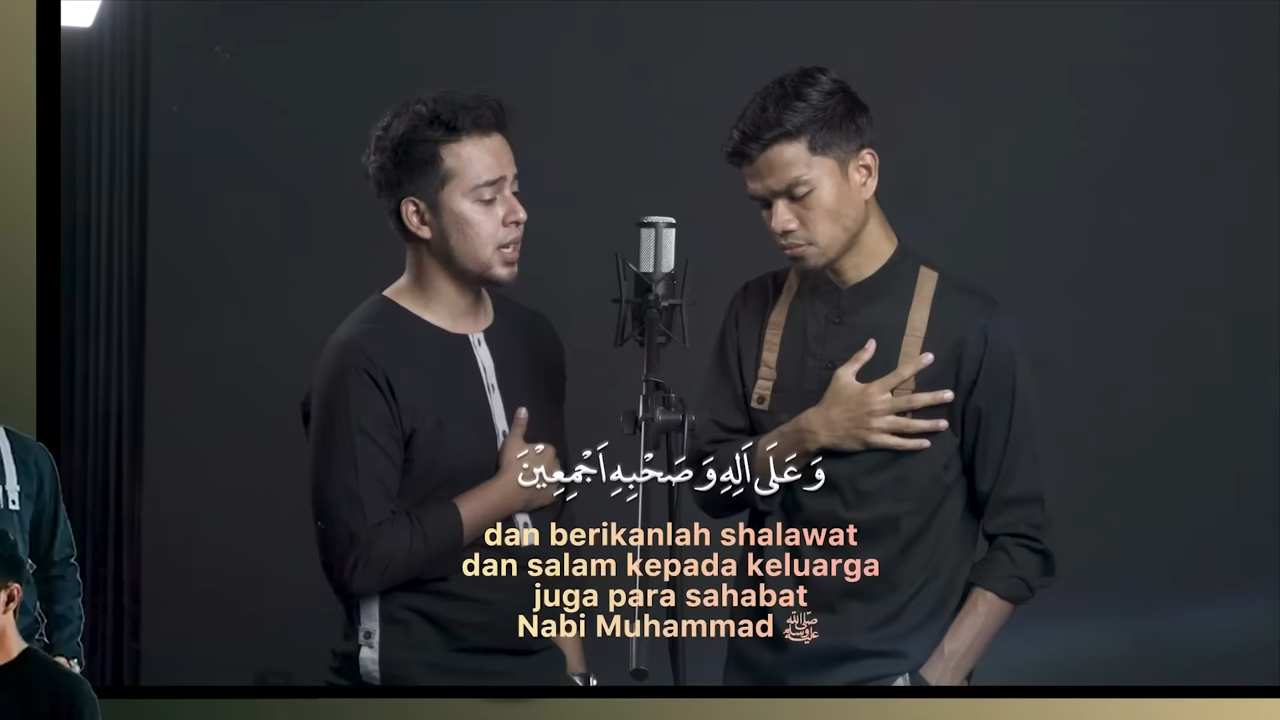 وَعَلَى اَلِهِ وَصَحْبِهِ اَجْمِعِيْنَ
dan berikanlah shalawat
dan salam kepada keluarga
juga para sahabat
Nabi Muhammad ﷺ